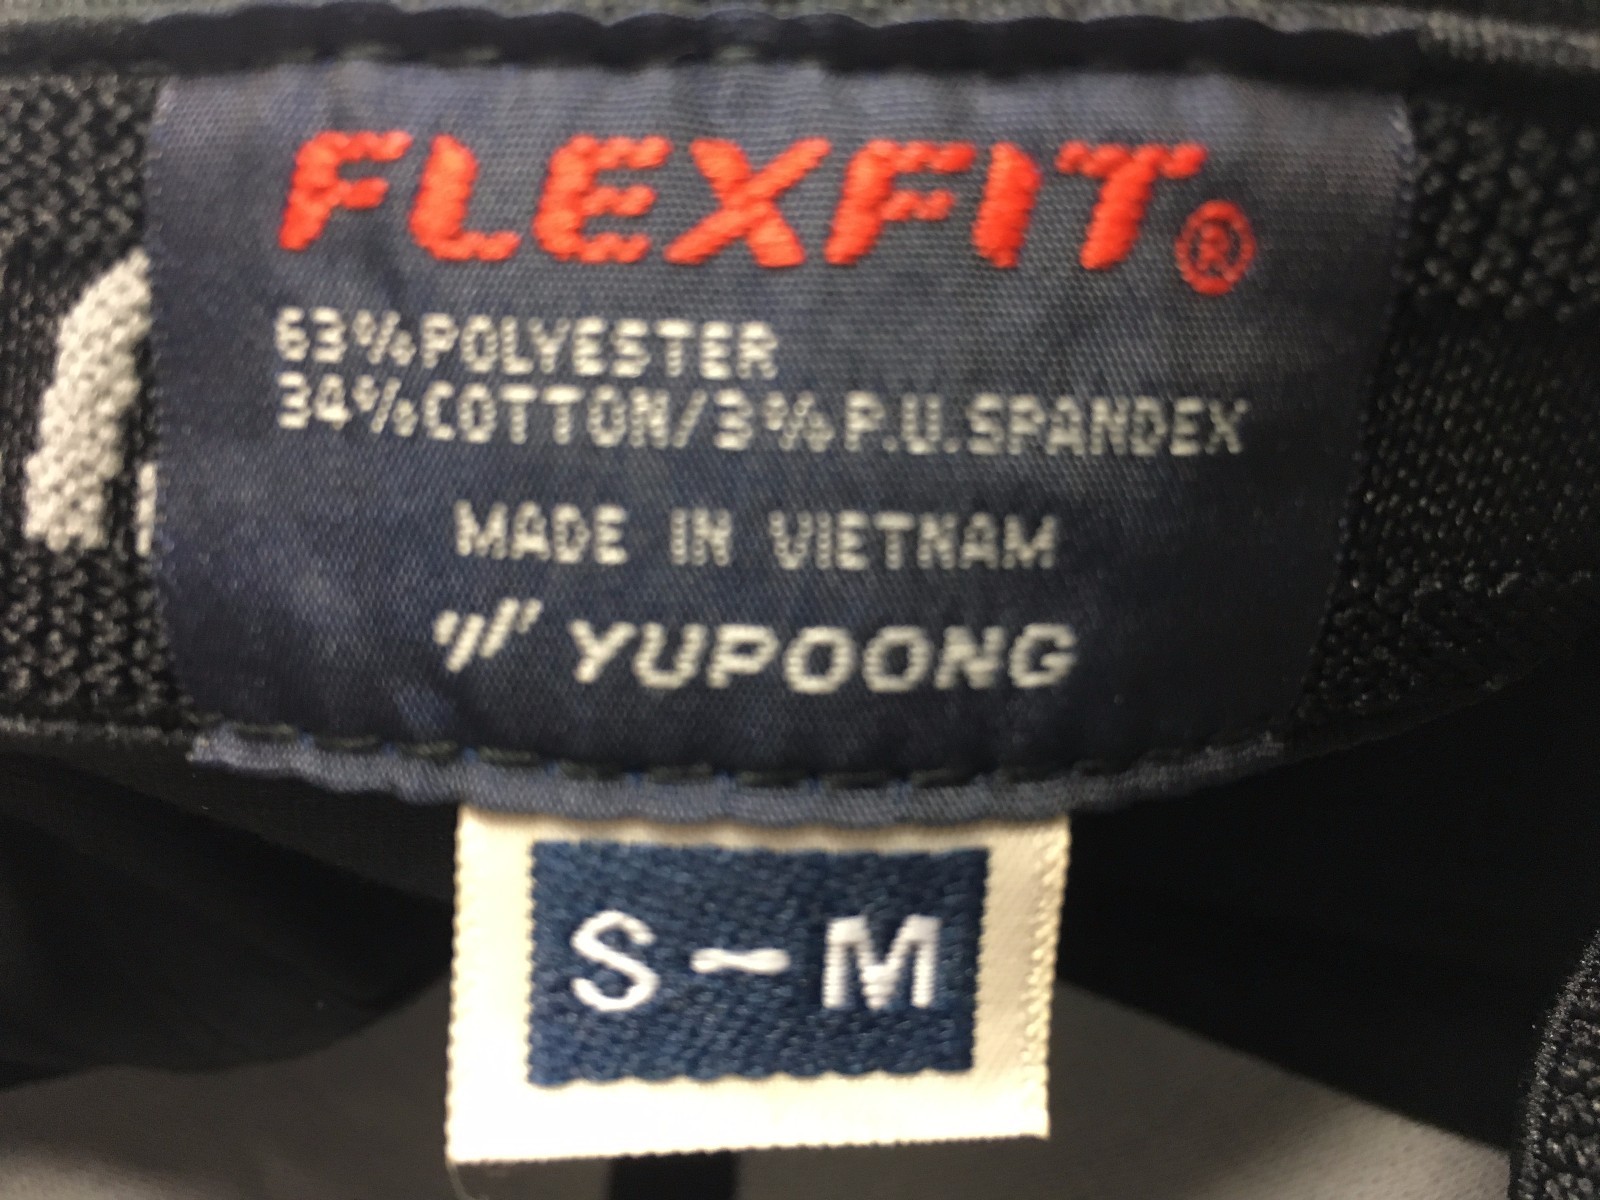 FLEXFIT®
63%POLYESTER
34%COTTON/3%P.U.SPANDEX
MADE IN VIETNAM
YUPOONG
S-M